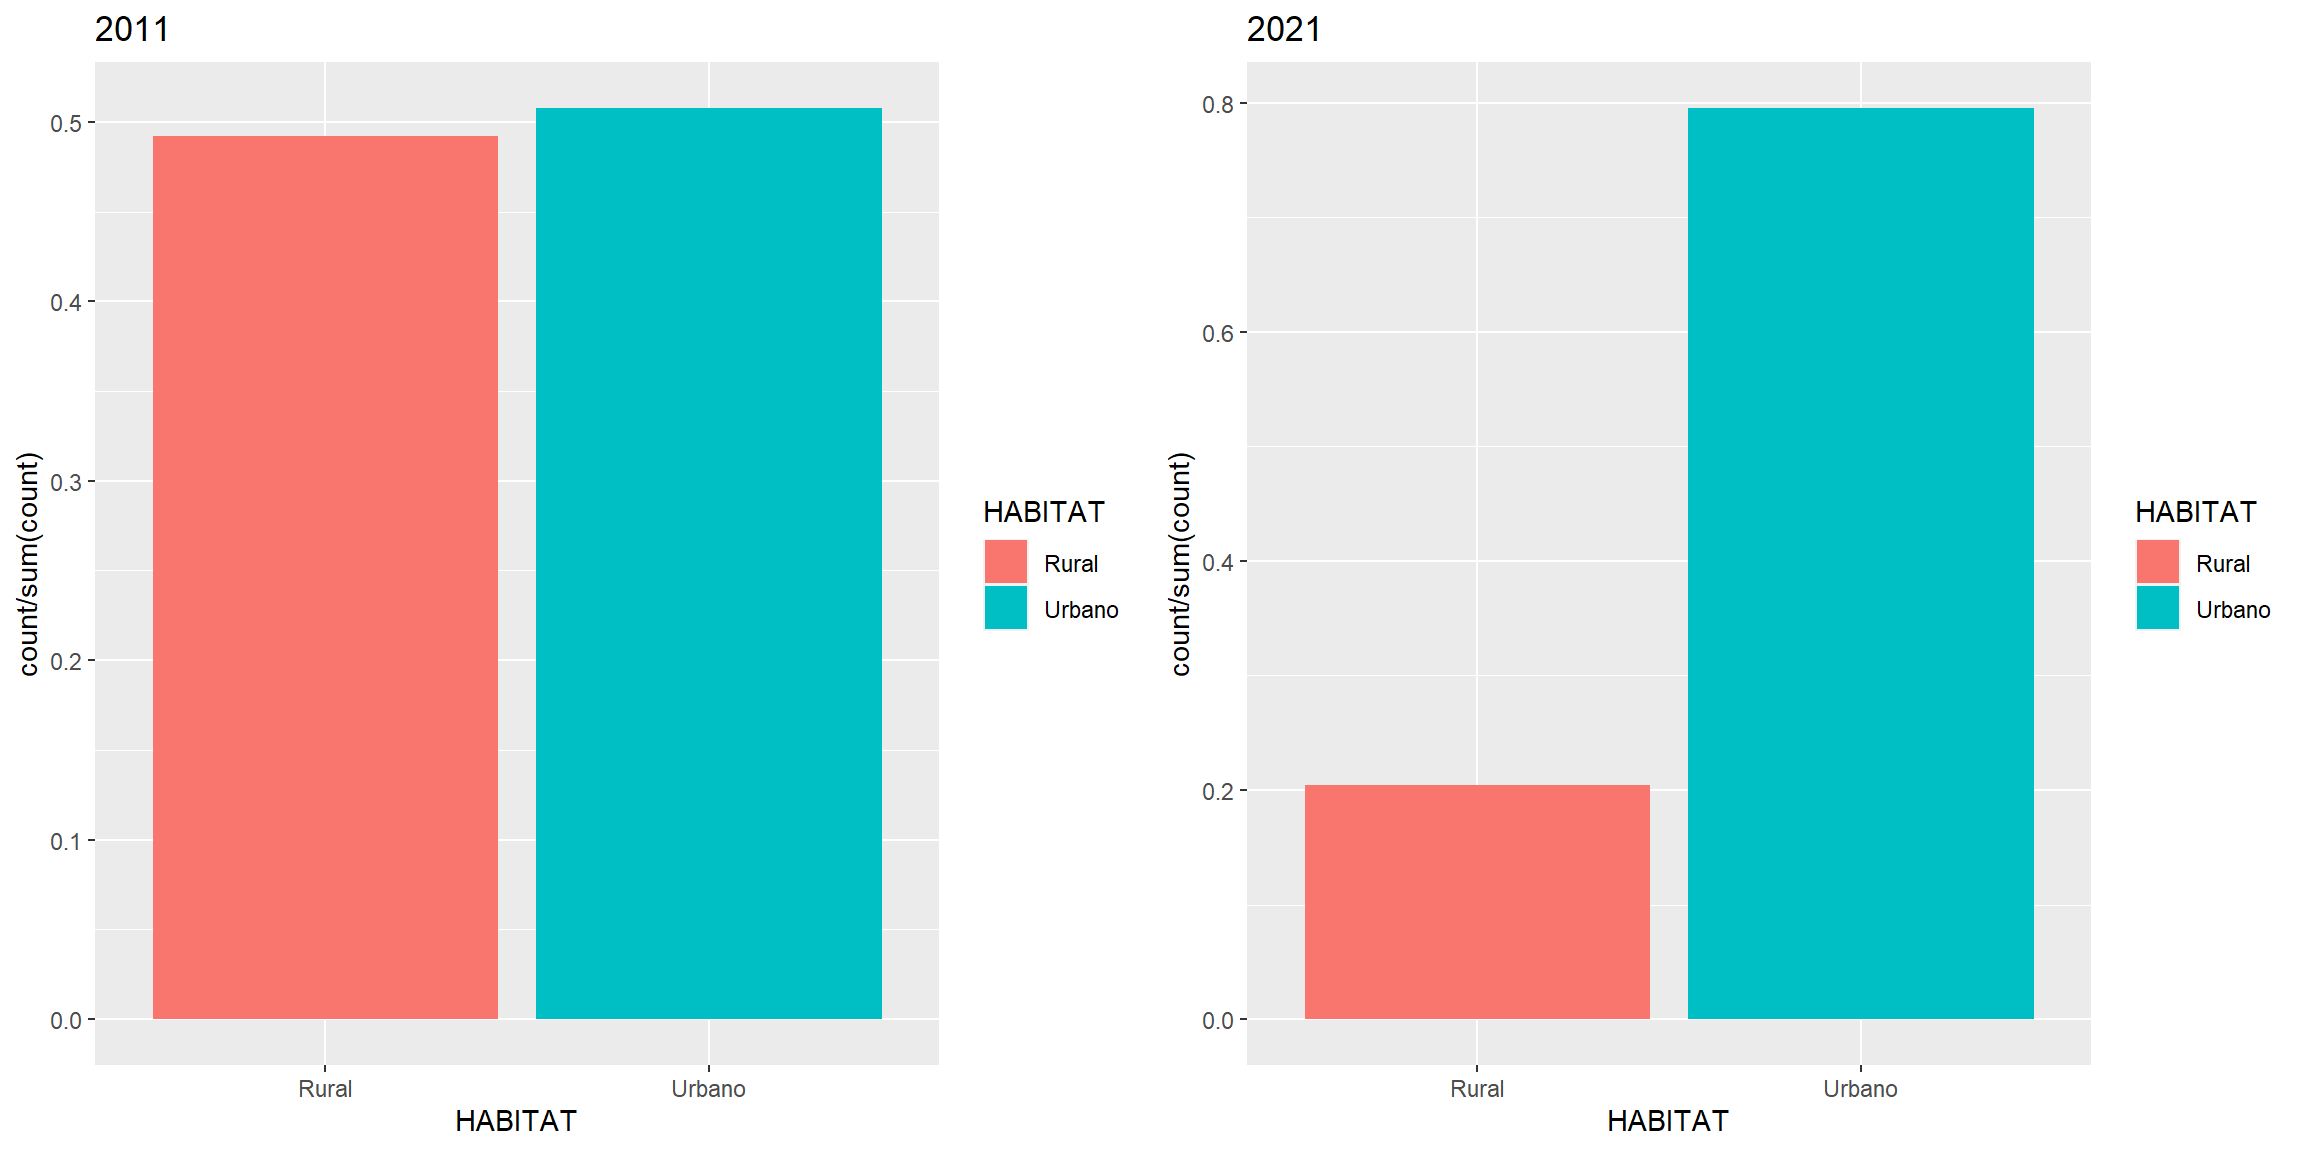 2011
count/sum(count)
0.5
0.4
0.3
0.2
0.1
0.0
Rural
Urbano
HABITAT
HABITAT
Rural
Urbano
2021
count/sum(count)
0.8
0.6
0.4
0.2
0.0
Rural
Urbano
HABITAT
HABITAT
Rural
Urbano